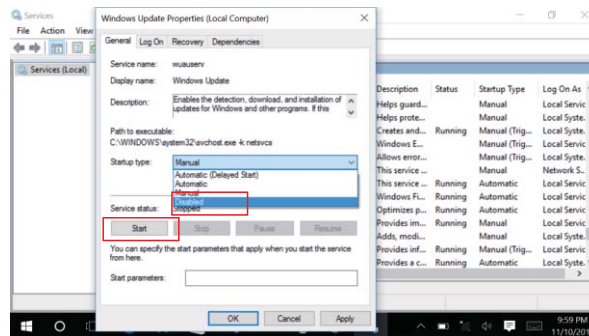 Services
File Action View
Services (Local)
Windows Update Properties (Local Computer)
General Log On Recovery Dependencies
Service name: wuauserv
Display name: Windows Update
Description: Enables the detection, download, and installation of
updates for Windows and other programs. If this
Path to executable:
C:\WINDOWS\system32\svchost.exe -k netsvcs
Startup type: Manual
Automatic (Delayed Start)
Automatic
Manual
Disabled
Service status: Stopped
Start Stop Pause Resume
You can specify the start parameters that apply when you start the service
from here.
Start parameters:
OK Cancel Apply
Description Status Startup Type Log On As
Helps guard... Manual Local Servic
Helps prote... Manual Local Syste.
Creates and... Running Manual (Trig... Local Servic
Windows E... Manual Local Servic
Allows error... Manual (Trig... Local Syste.
This service ... Manual Network S..
This service ... Running Automatic Local Servic
Windows Fi... Running Automatic Local Servic
Optimizes p... Running Automatic Local Servic
Provides im... Running Manual Local Servic
Adds, modi... Manual Local Syste.
Provides inf... Running Manual (Trig... Local Servic
Provides a c... Running Automatic Local Syste.
9:59 PM
11/10/201